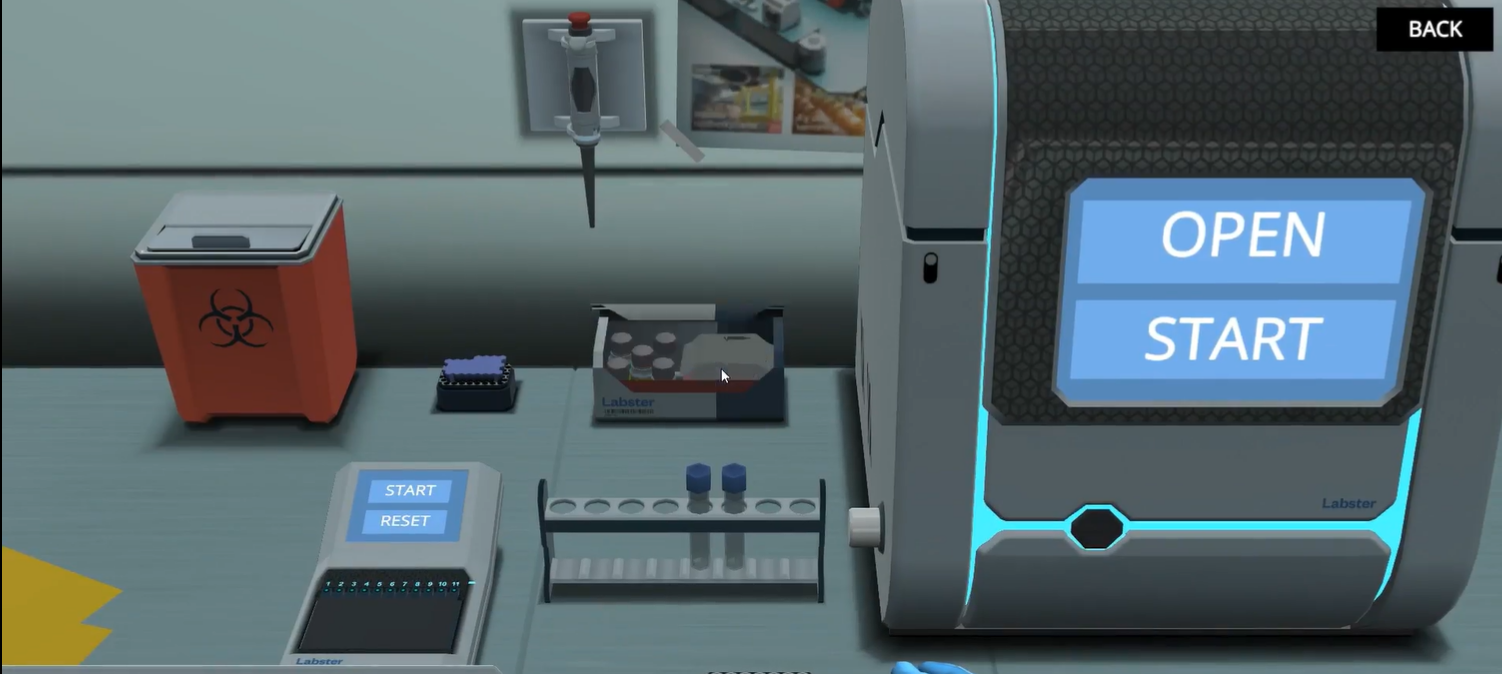 BACK
OPEN
START
Labster
Labster
START
RESET
1 2 3 4 5 6 7 8 9 10 11
Labster